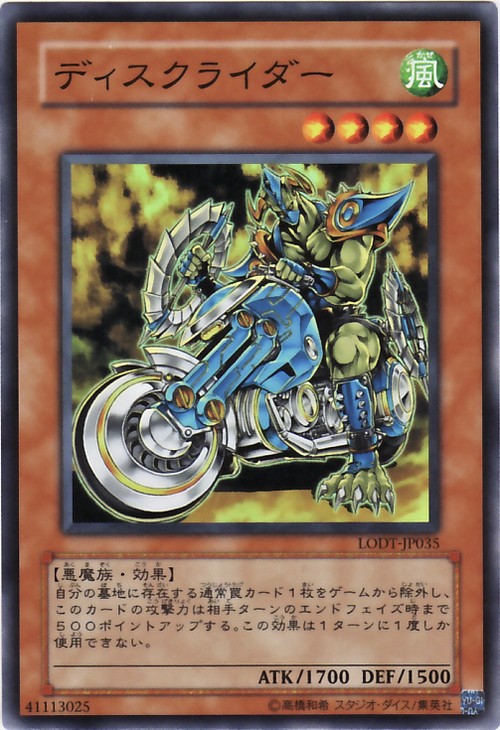 ディスクライダー
風
LODT-JP035
【悪魔族・効果】
自分の墓地に存在する通常罠カード1枚をゲームから除外し、
このカードの攻撃力は相手ターンのエンドフェイズ時まで
500ポイントアップする。この効果は1ターンに1度しか
使用できない。
ATK/1700 DEF/1500
41113025 ©高橋和希 スタジオ・ダイス/集英社